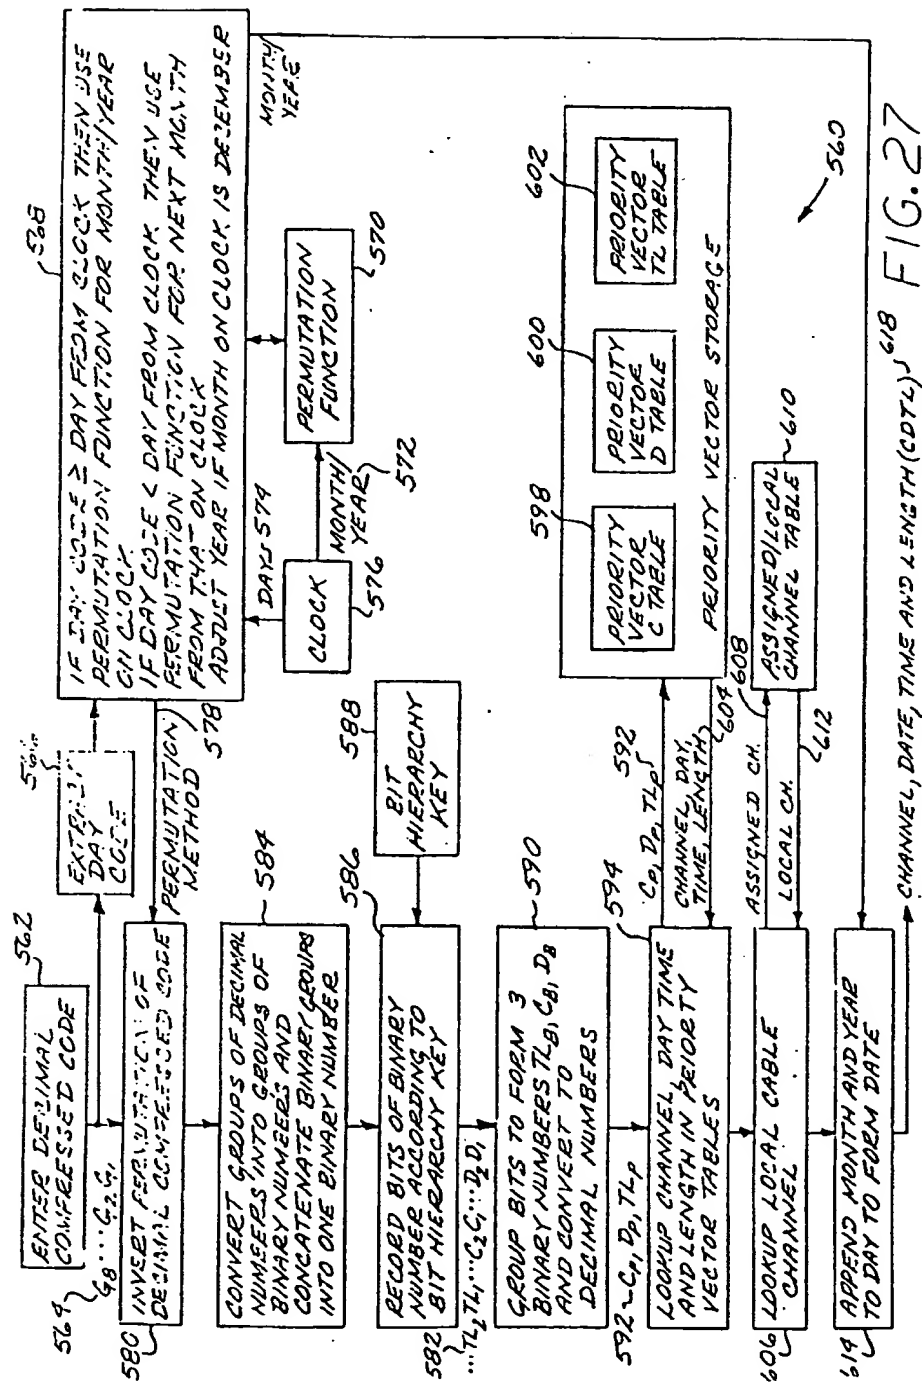 562
ENTER DECIMAL
COMPRESSED CODE
564
G8 ... G2 G1
EXTRACT
DAY
CODE
568
IF DAY CODE ≥ DAY FROM CLOCK THEN USE
PERMUTATION FUNCTION FOR MONTH/YEAR
ON CLOCK
IF DAY CODE < DAY FROM CLOCK THEN USE
PERMUTATION FUNCTION FOR NEXT MONTH
FROM THAT ON CLOCK
ADJUST YEAR IF MONTH ON CLOCK IS DECEMBER
MONTH/
YEAR
578
PERMUTATION
METHOD
DAYS 574
CLOCK
576
MONTH/
YEAR
572
PERMUTATION
FUNCTION
570
580
INVERT PERMUTATION OF
DECIMAL COMPRESSED CODE
584
CONVERT GROUPS OF DECIMAL
NUMBERS INTO GROUPS OF
BINARY NUMBERS AND
CONCATENATE BINARY GROUPS
INTO ONE BINARY NUMBER
588
BIT
HIERARCHY
KEY
586
RECORD BITS OF BINARY
NUMBER ACCORDING TO
BIT HIERARCHY KEY
582
...TL2 TL1 ...C2 C1 ...D2 D1
590
GROUP BITS TO FORM 3
BINARY NUMBERS TLB, CB, DB
AND CONVERT TO
DECIMAL NUMBERS
592
CP, DP, TLP
594
LOOKUP CHANNEL, DAY TIME
AND LENGTH IN PRIORITY
VECTOR TABLES
592
CP, DP, TLP
CHANNEL, DAY,
TIME, LENGTH
604
598
PRIORITY
VECTOR
C TABLE
600
PRIORITY
VECTOR
D TABLE
602
PRIORITY
VECTOR
TL TABLE
PRIORITY VECTOR STORAGE
606
LOOKUP LOCAL CABLE
CHANNEL
ASSIGNED CH.
608
LOCAL CH.
612
ASSIGNED/LOCAL
CHANNEL TABLE
610
614
APPEND MONTH AND YEAR
TO DAY TO FORM DATE
CHANNEL, DATE, TIME AND LENGTH (CDTL)
618
560
FIG. 27